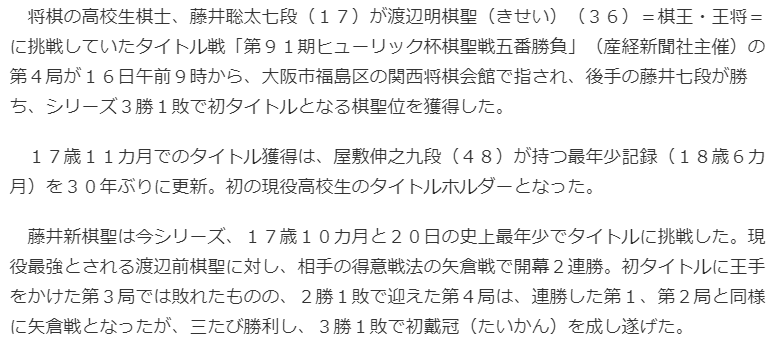 将棋の高校生棋士、藤井聡太七段（１７）が渡辺明棋聖（きせい）（３６）＝棋王・王将＝
に挑戦していたタイトル戦「第９１期ヒューリック杯棋聖戦五番勝負」（産経新聞社主催）の
第４局が１６日午前９時から、大阪市福島区の関西将棋会館で指され、後手の藤井七段が勝
ち、シリーズ３勝１敗で初タイトルとなる棋聖位を獲得した。
　１７歳１１カ月でのタイトル獲得は、屋敷伸之九段（４８）が持つ最年少記録（１８歳６カ
月）を３０年ぶりに更新。初の現役高校生のタイトルホルダーとなった。
　藤井新棋聖は今シリーズ、１７歳１０カ月と２０日の史上最年少でタイトルに挑戦した。現
役最強とされる渡辺前棋聖に対し、相手の得意戦法の矢倉戦で開幕２連勝。初タイトルに王手
をかけた第３局では敗れたものの、２勝１敗で迎えた第４局は、連勝した第１、第２局と同様
に矢倉戦となったが、三たび勝利し、３勝１敗で初戴冠（たいかん）を成し遂げた。